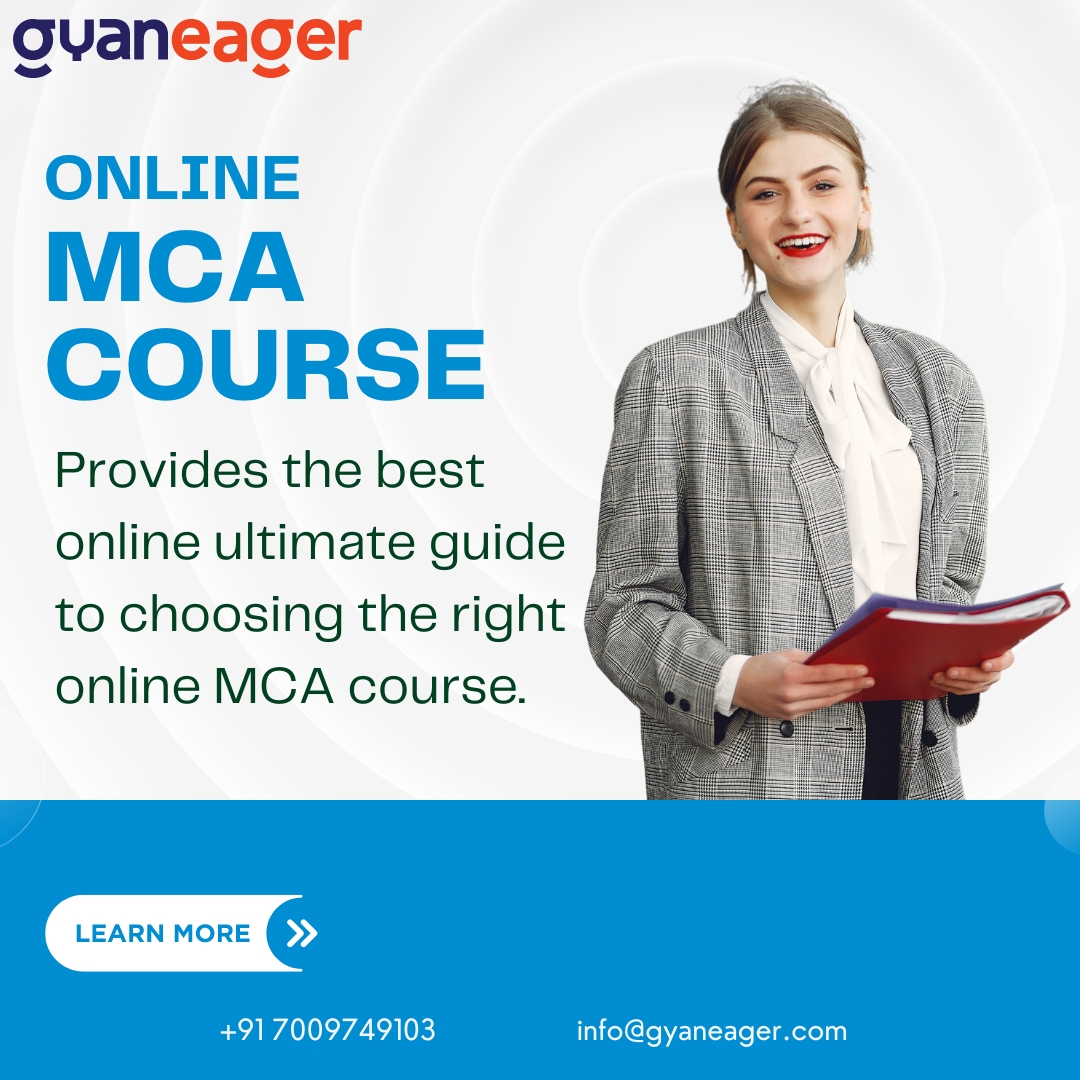 gyaneager
ONLINE
MCA
COURSE
Provides the best
online ultimate guide
to choosing the right
online MCA course.
LEARN MORE
+91 7009749103
info@gyaneager.com